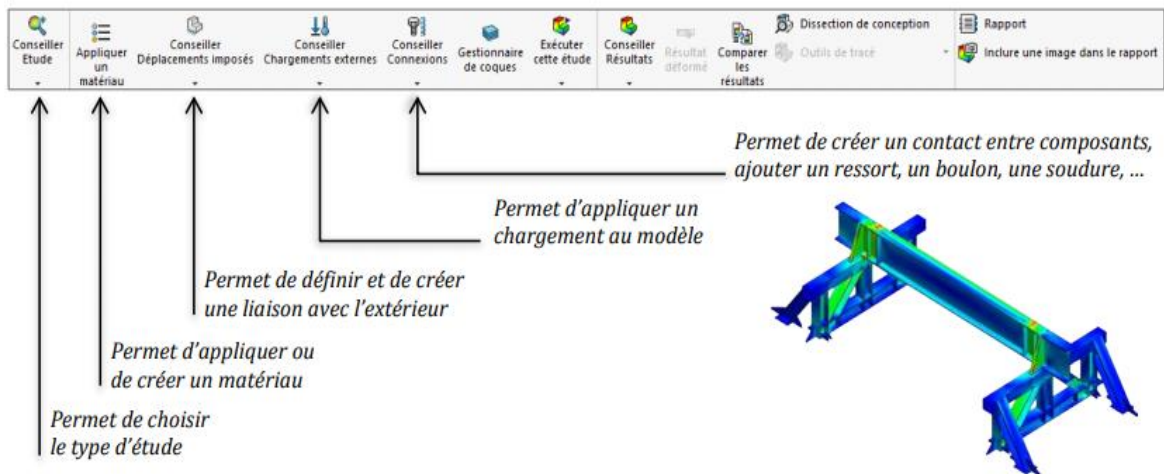 Conseiller
Etude
Appliquer
un
matériau
Conseiller
Déplacements imposés
Conseiller
Chargements externes
Conseiller
Connexions
Gestionnaire
de coques
Exécuter
cette étude
Conseiller
Résultats
Résultat
déformé
Comparer
les
résultats
Dissection de conception
Outils de tracé
Rapport
Inclure une image dans le rapport
Permet de créer un contact entre composants,
ajouter un ressort, un boulon, une soudure, ...
Permet d'appliquer un
chargement au modèle
Permet de définir et de créer
une liaison avec l'extérieur
Permet d'appliquer ou
de créer un matériau
Permet de choisir
le type d'étude